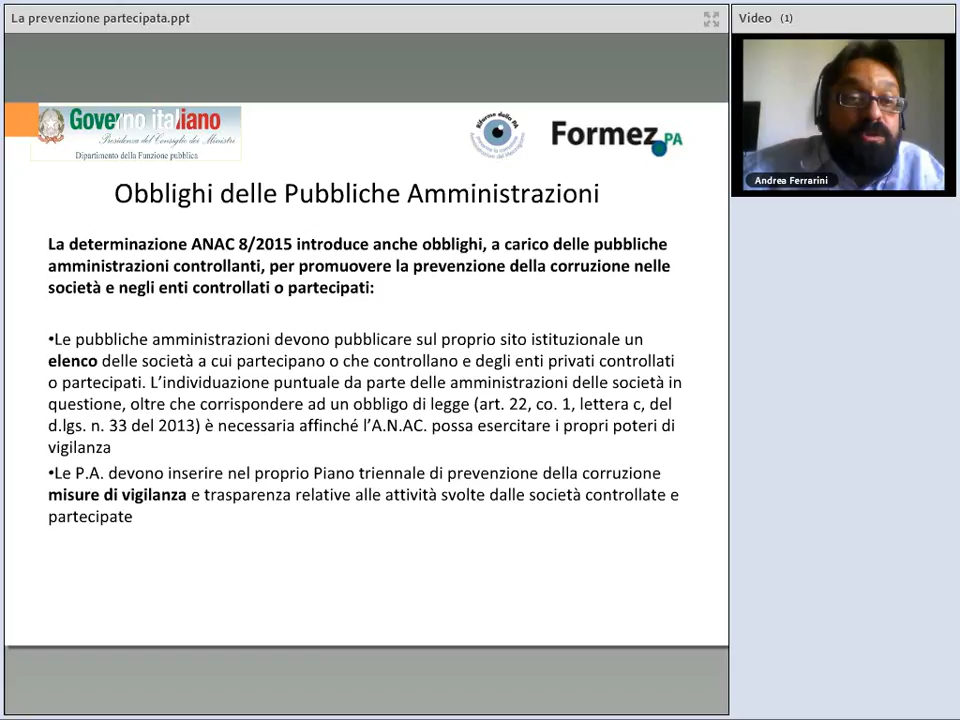 La prevenzione partecipata.ppt
Video (1)
Andrea Ferrarini
Governo italiano
Presidenza del Consiglio dei Ministri
Dipartimento della Funzione pubblica
Riforme della PA
Formez PA
Obblighi delle Pubbliche Amministrazioni
La determinazione ANAC 8/2015 introduce anche obblighi, a carico delle pubbliche
amministrazioni controllanti, per promuovere la prevenzione della corruzione nelle
società e negli enti controllati o partecipati:
•Le pubbliche amministrazioni devono pubblicare sul proprio sito istituzionale un
elenco delle società a cui partecipano o che controllano e degli enti privati controllati
o partecipati. L’individuazione puntuale da parte delle amministrazioni delle società in
questione, oltre che corrispondere ad un obbligo di legge (art. 22, co. 1, lettera c, del
d.lgs. n. 33 del 2013) è necessaria affinché l’A.N.AC. possa esercitare i propri poteri di
vigilanza
•Le P.A. devono inserire nel proprio Piano triennale di prevenzione della corruzione
misure di vigilanza e trasparenza relative alle attività svolte dalle società controllate e
partecipate